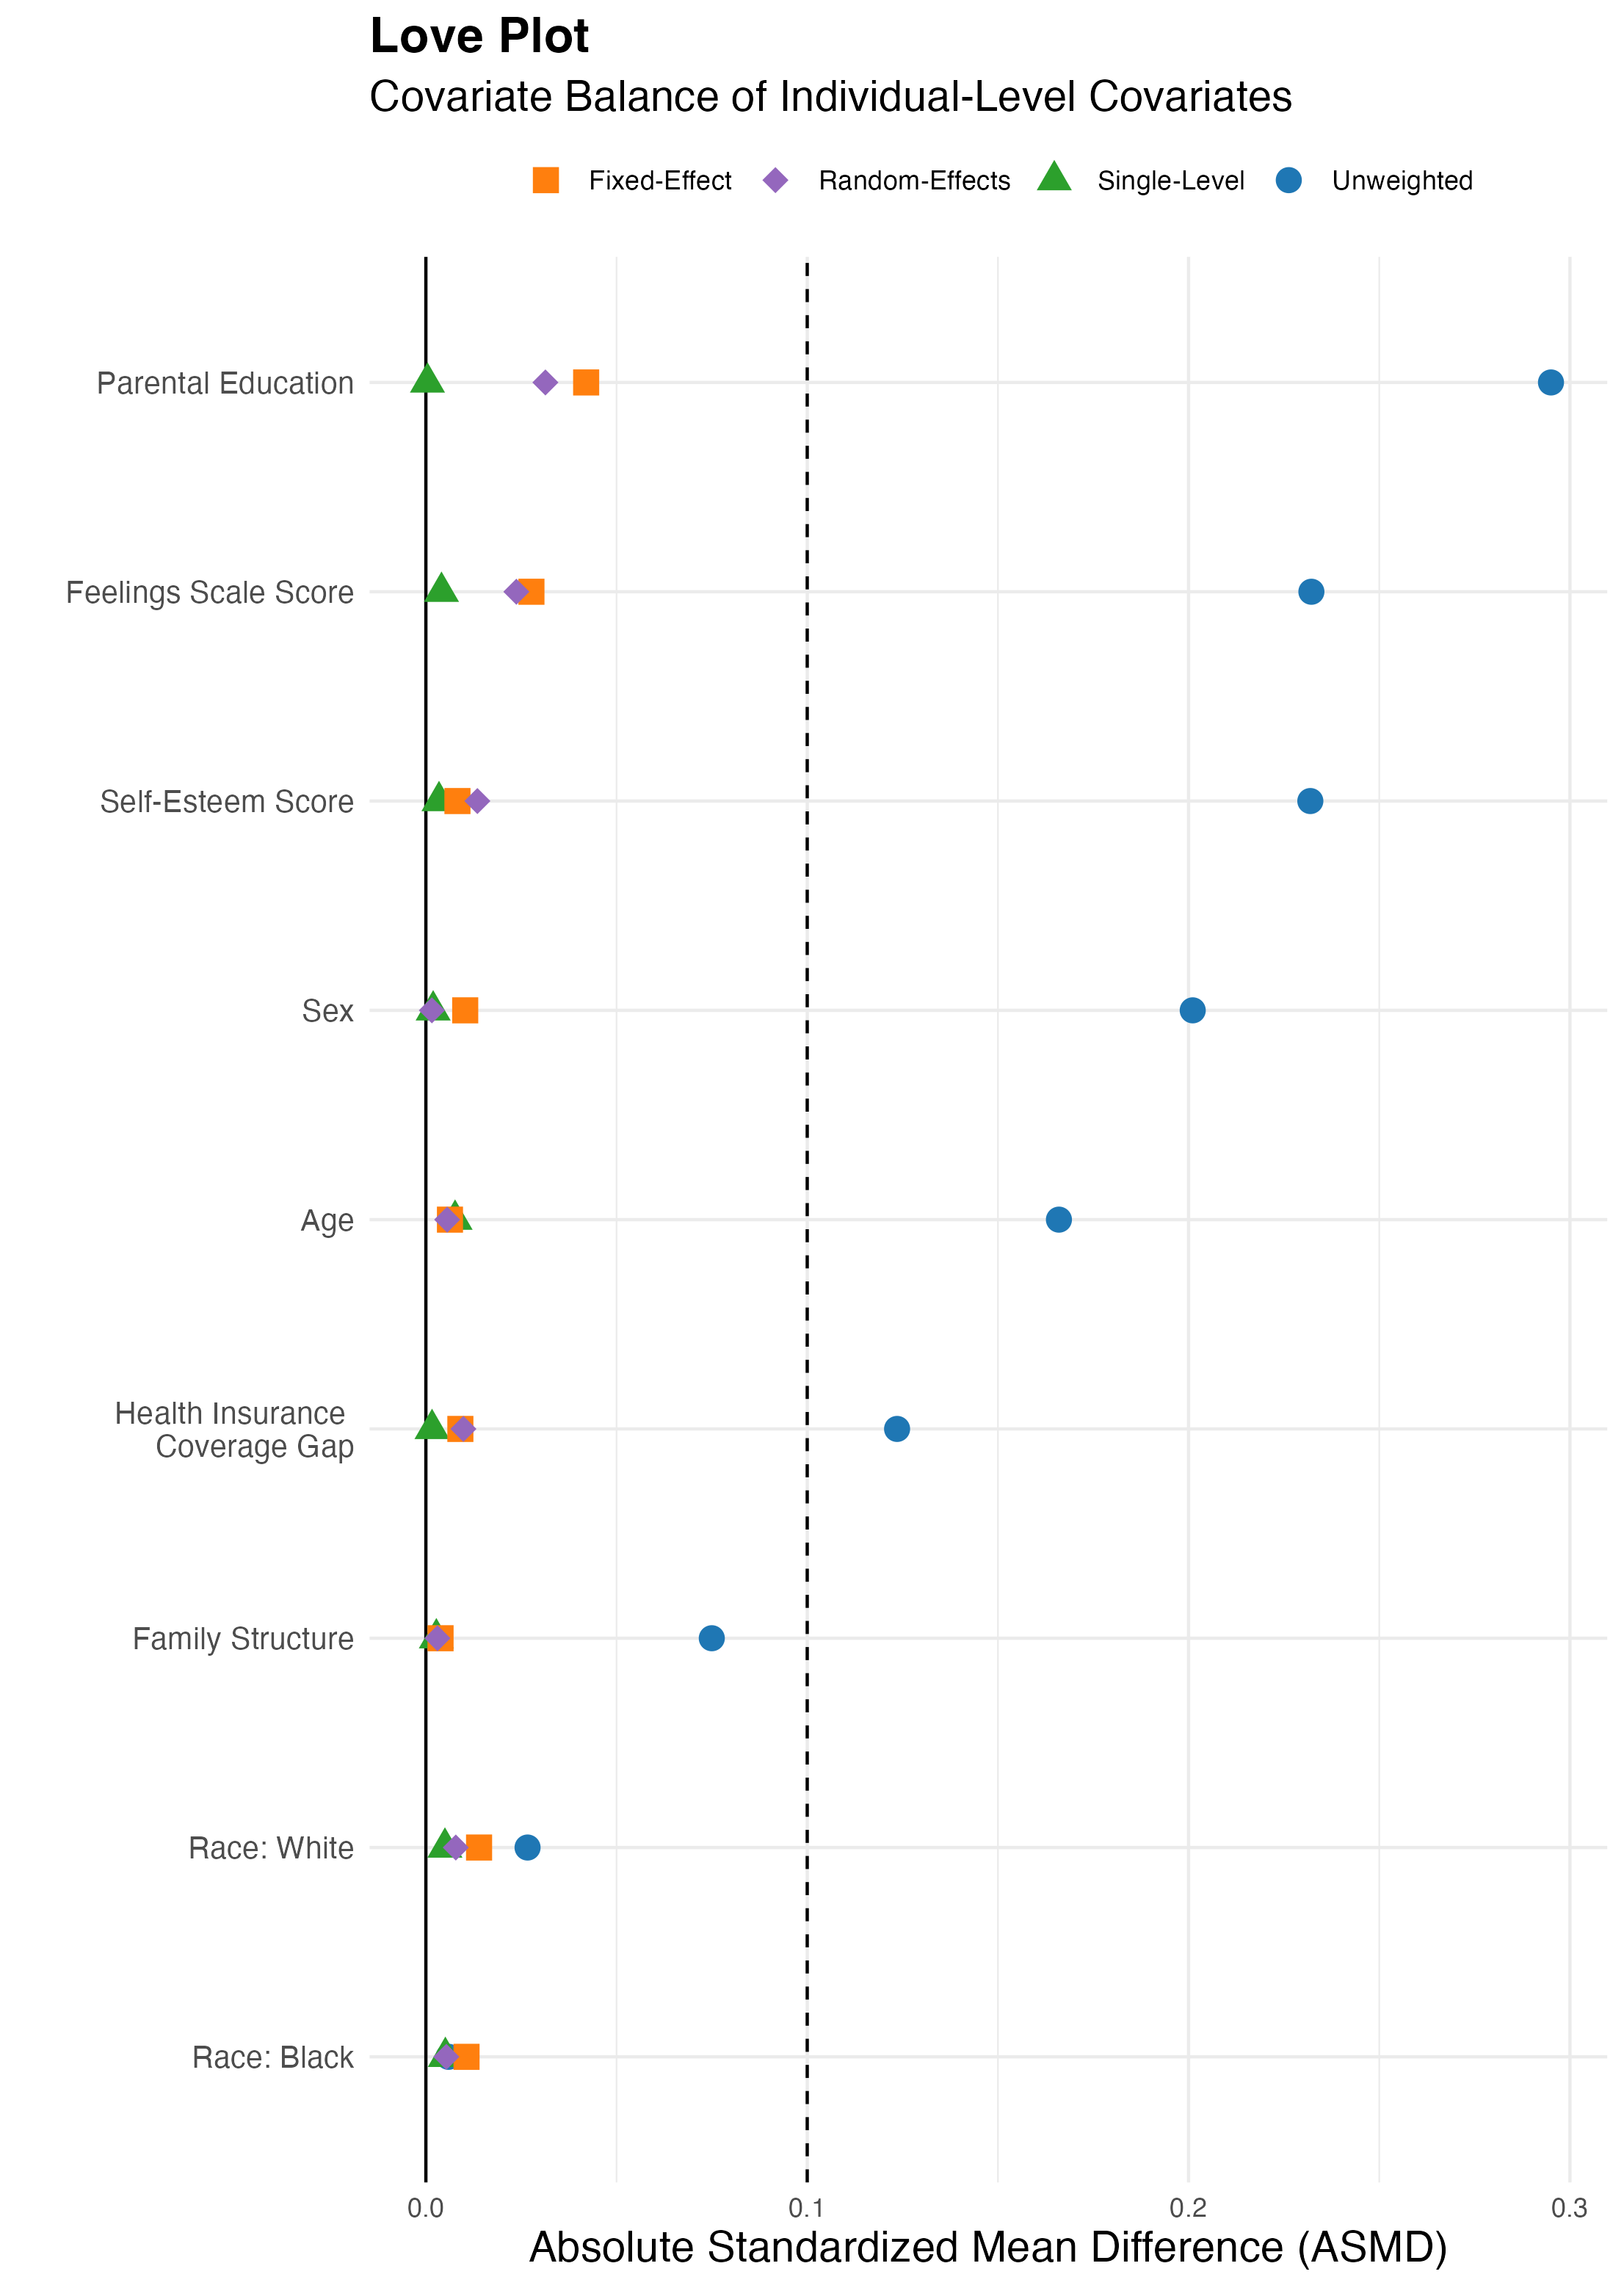 Love Plot
Covariate Balance of Individual-Level Covariates
Fixed-Effect Random-Effects Single-Level Unweighted
Parental Education
Feelings Scale Score
Self-Esteem Score
Sex
Age
Health Insurance
Coverage Gap
Family Structure
Race: White
Race: Black
0.0 0.1 0.2 0.3
Absolute Standardized Mean Difference (ASMD)